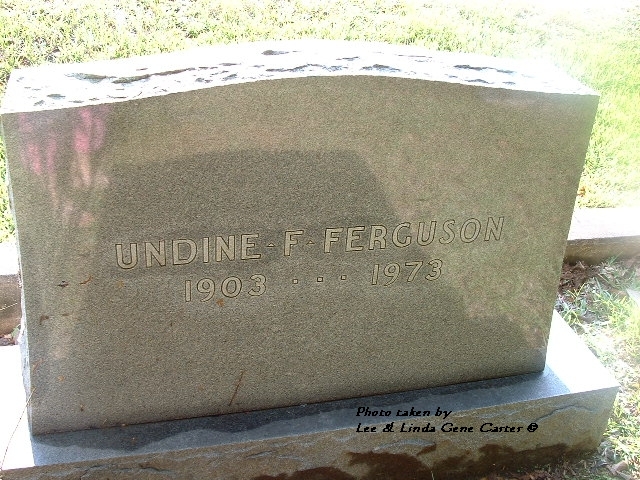 UNDINE - F - FERGUSON
1903 . . . 1973
Photo taken by
Lee & Linda Gene Caster ©